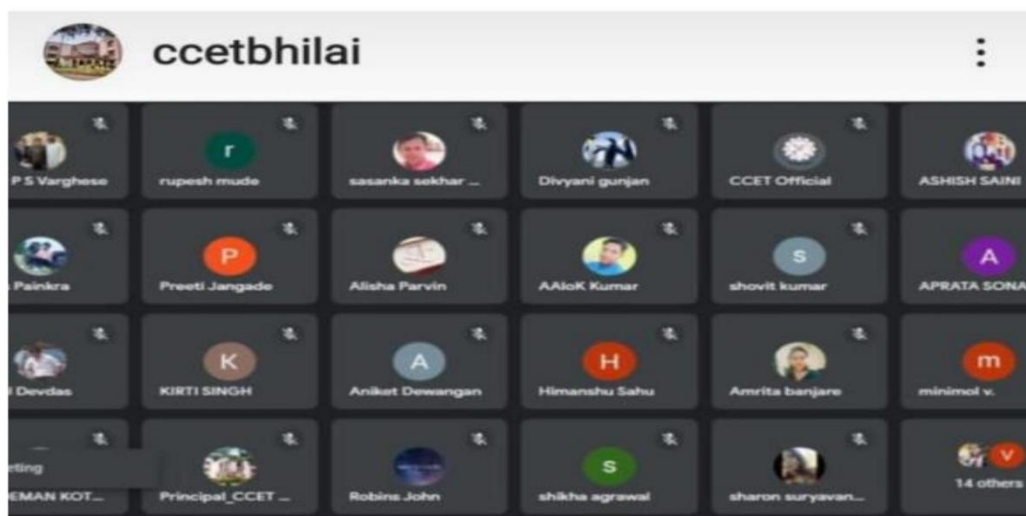 ccetbhilai
P S Varghese
r
rupesh mude
sasanka sekhar ...
Divyani gunjan
CCET Official
ASHISH SAINI
Painkra
P
Preeti Jangade
Alisha Parvin
AAloK Kumar
s
shovit kumar
A
APRATA SONA
Devdas
K
KIRTI SINGH
A
Aniket Dewangan
H
Himanshu Sahu
Amrita banjare
m
minimol v.
eting
EMAN KOT...
Principal_CCET ...
Robins John
s
shikha agrawal
sharon suryavan...
V
14 others